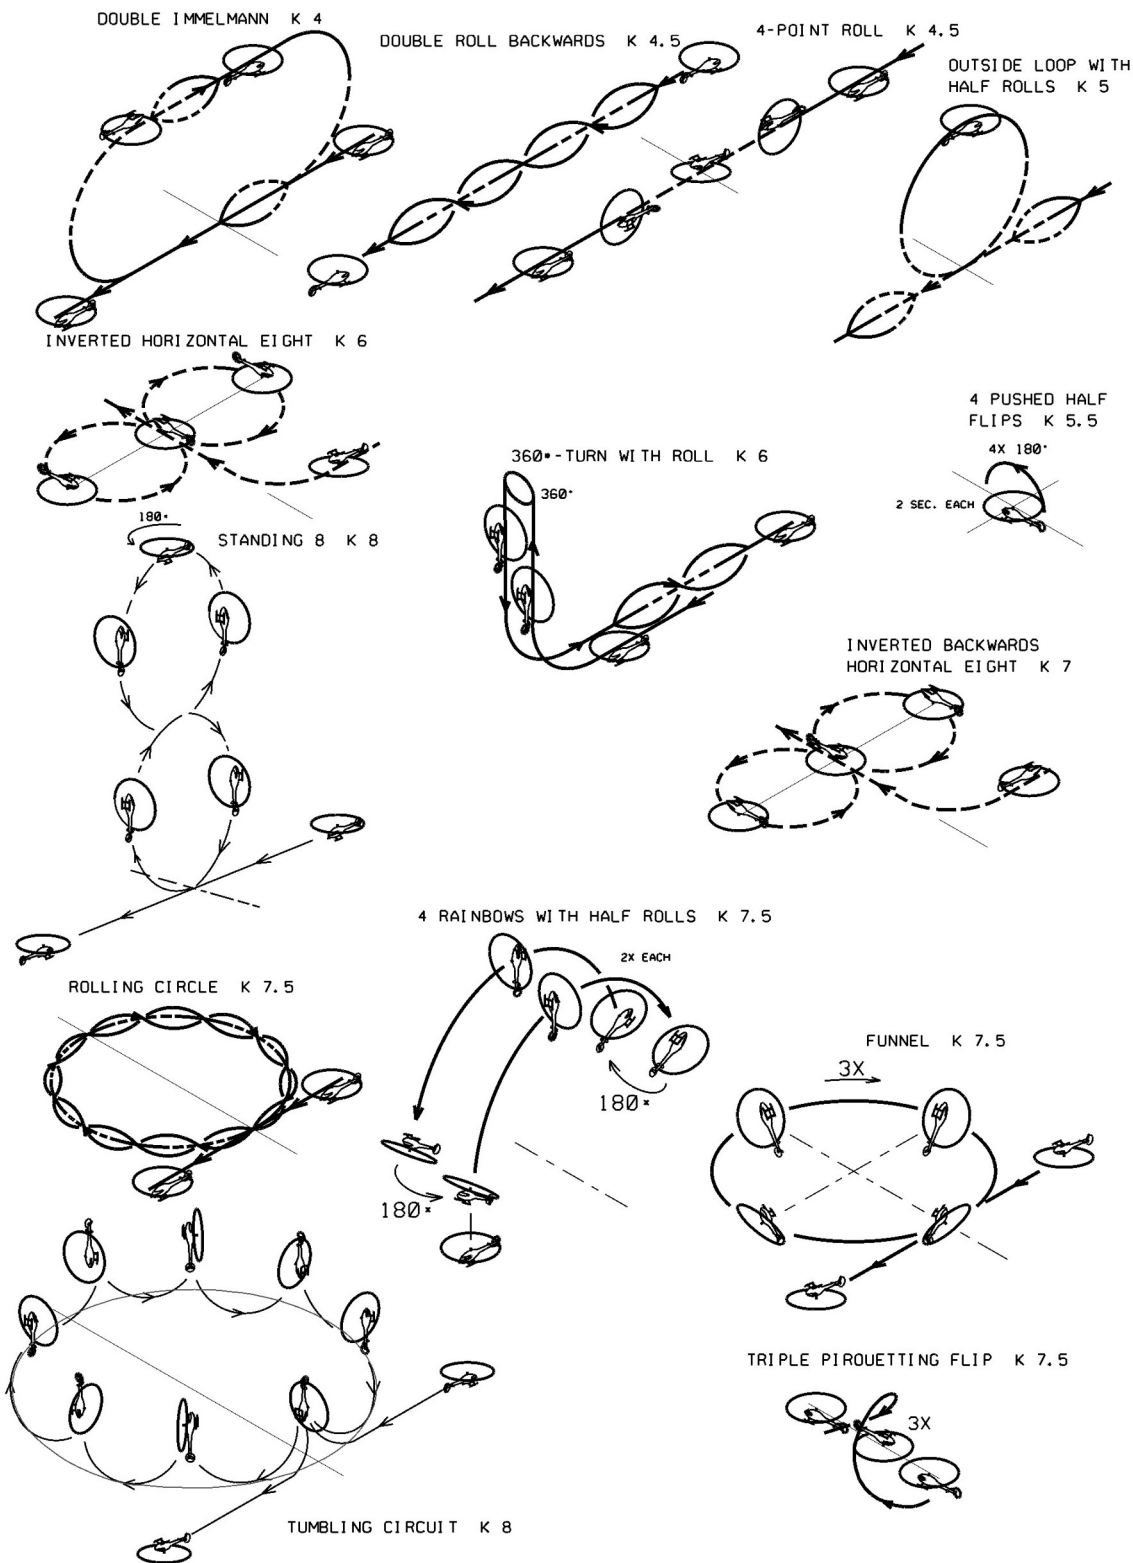 DOUBLE IMMELMANN K 4
DOUBLE ROLL BACKWARDS K 4.5
4-POINT ROLL K 4.5
OUTSIDE LOOP WITH
HALF ROLLS K 5
INVERTED HORIZONTAL EIGHT K 6
4 PUSHED HALF
FLIPS K 5.5
4X 180°
2 SEC. EACH
360°-TURN WITH ROLL K 6
360°
180°
STANDING 8 K 8
INVERTED BACKWARDS
HORIZONTAL EIGHT K 7
4 RAINBOWS WITH HALF ROLLS K 7.5
2X EACH
180°
180°
ROLLING CIRCLE K 7.5
FUNNEL K 7.5
3X
TRIPLE PIROUETTING FLIP K 7.5
3X
TUMBLING CIRCUIT K 8